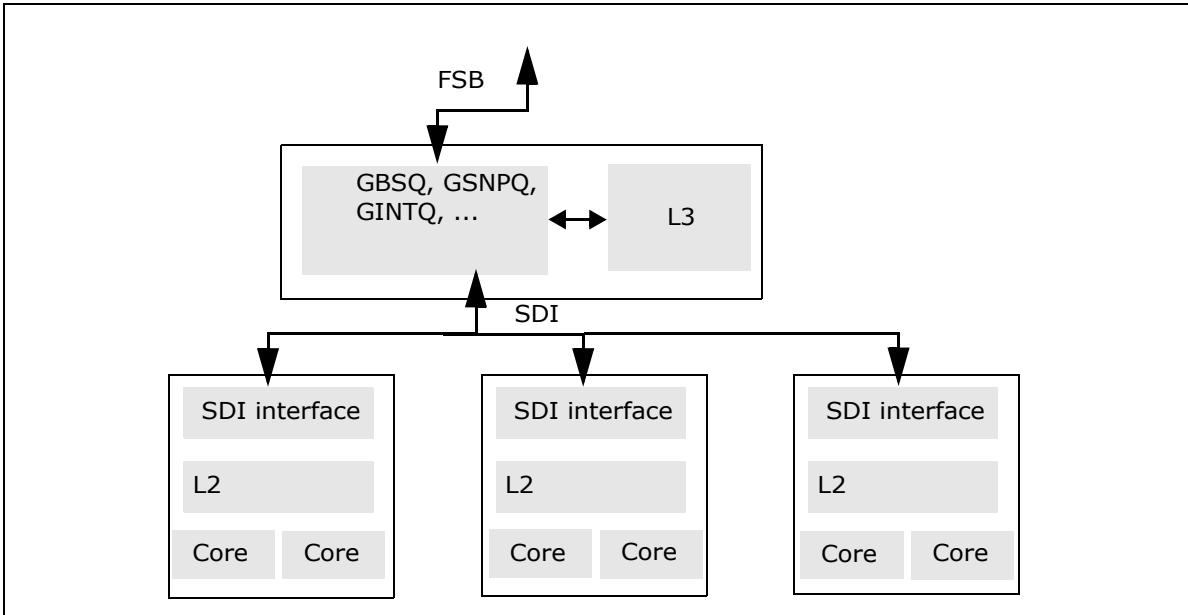 FSB
GBSQ, GSNPQ,
GINTQ, ...
L3
SDI
SDI interface
SDI interface
SDI interface
L2
L2
L2
Core
Core
Core
Core
Core
Core